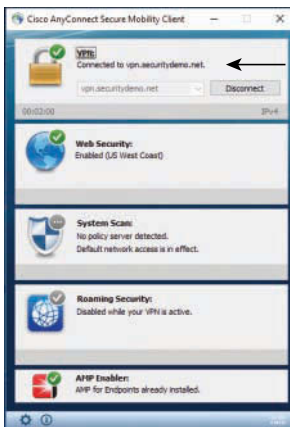 Cisco AnyConnect Secure Mobility Client
VPN:
Connected to vpn.securitydemo.net.
vpn.securitydemo.net
Disconnect
00:02:00
IPv4
Web Security:
Enabled (US West Coast)
System Scan:
No policy server detected.
Default network access is in effect.
Roaming Security:
Disabled while your VPN is active.
AMP Enabler:
AMP for Endpoints already installed.